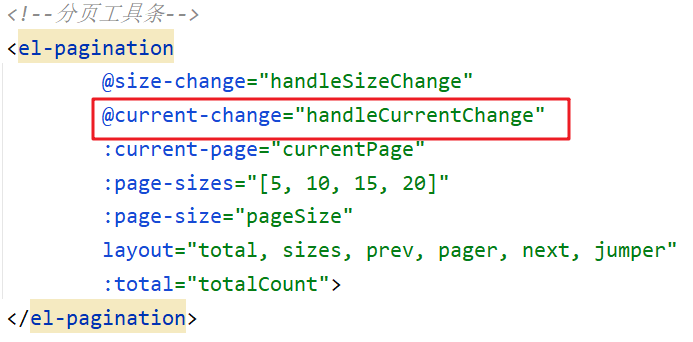 <!--分页工具条-->
<el-pagination
@size-change="handleSizeChange"
@current-change="handleCurrentChange"
:current-page="currentPage"
:page-sizes="[5, 10, 15, 20]"
:page-size="pageSize"
layout="total, sizes, prev, pager, next, jumper"
:total="totalCount">
</el-pagination>